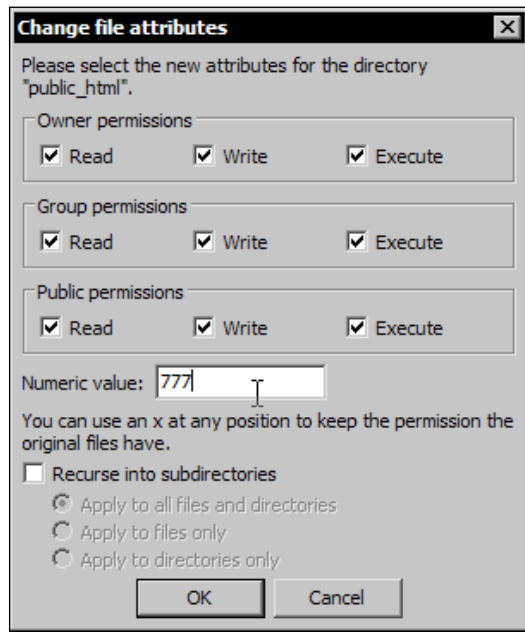 Change file attributes
Please select the new attributes for the directory
"public_html".
Owner permissions
Read Write Execute
Group permissions
Read Write Execute
Public permissions
Read Write Execute
Numeric value: 777
You can use an x at any position to keep the permission the
original files have.
Recurse into subdirectories
Apply to all files and directories
Apply to files only
Apply to directories only
OK Cancel